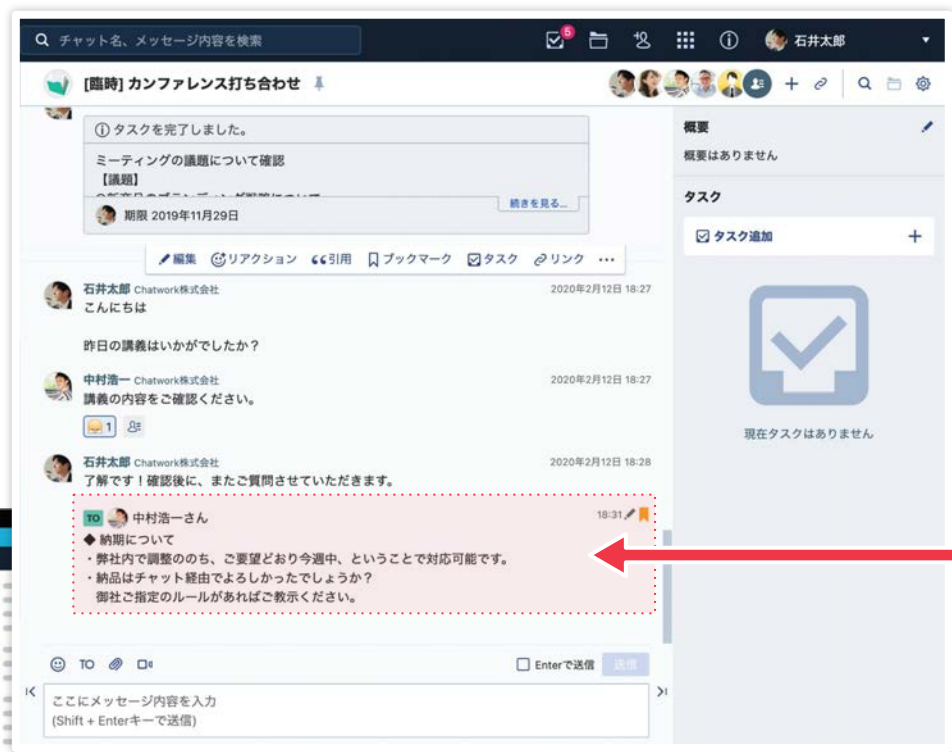 チャット名、メッセージ内容を検索
5
石井太郎
[臨時] カンファレンス打ち合わせ
タスクを完了しました。
ミーティングの議題について確認
【議題】
続きを見る...
期限 2019年11月29日
編集 リアクション 引用 ブックマーク タスク リンク ...
石井太郎 Chatwork株式会社 2020年2月12日 18:27
こんにちは
昨日の講義はいかがでしたか?
中村浩一 Chatwork株式会社 2020年2月12日 18:27
講義の内容をご確認ください。
1
石井太郎 Chatwork株式会社 2020年2月12日 18:28
了解です!確認後に、またご質問させていただきます。
TO 中村浩一さん 18:31
◆ 納期について
・弊社内で調整ののち、ご要望どおり今週中、ということで対応可能です。
・納品はチャット経由でよろしかったでしょうか?
御社ご指定のルールがあればご教示ください。
TO
Enterで送信 送信
ここにメッセージ内容を入力
(Shift + Enterキーで送信)
概要
概要はありません
タスク
タスク追加
現在タスクはありません